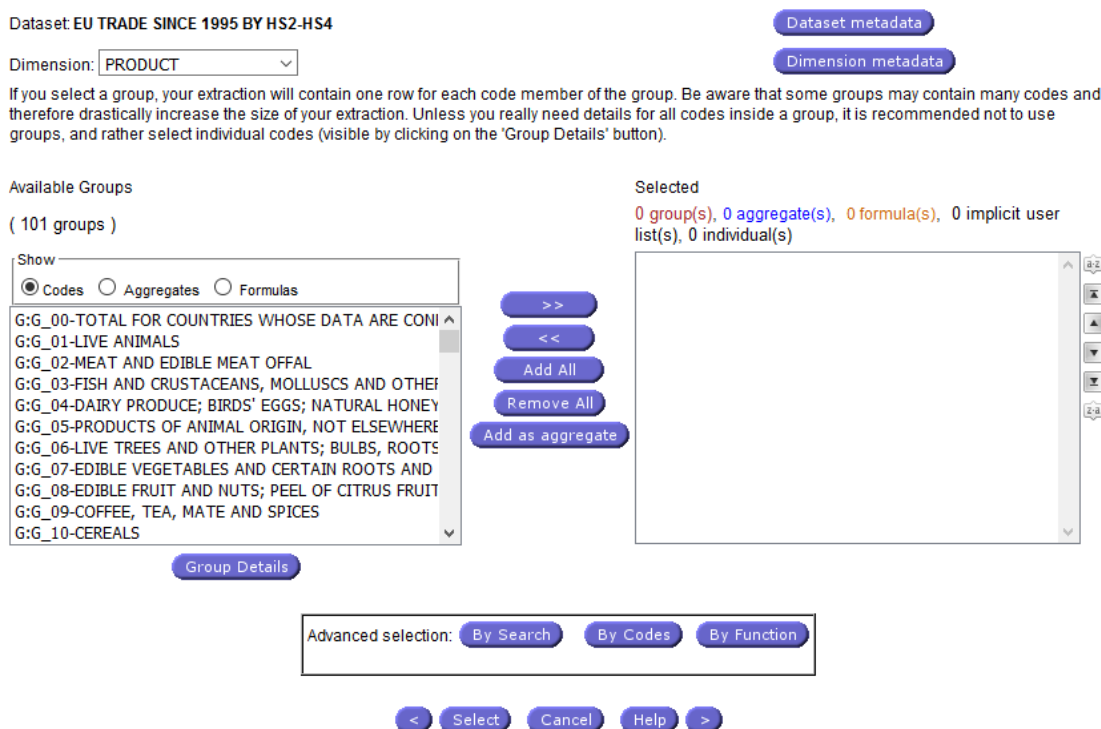 Dataset: EU TRADE SINCE 1995 BY HS2-HS4
Dataset metadata
Dimension: PRODUCT
Dimension metadata
If you select a group, your extraction will contain one row for each code member of the group. Be aware that some groups may contain many codes and
therefore drastically increase the size of your extraction. Unless you really need details for all codes inside a group, it is recommended not to use
groups, and rather select individual codes (visible by clicking on the 'Group Details' button).
Available Groups
( 101 groups )
Show
Codes Aggregates Formulas
G:G_00-TOTAL FOR COUNTRIES WHOSE DATA ARE CON
G:G_01-LIVE ANIMALS
G:G_02-MEAT AND EDIBLE MEAT OFFAL
G:G_03-FISH AND CRUSTACEANS, MOLLUSCS AND OTHER
G:G_04-DAIRY PRODUCE; BIRDS' EGGS; NATURAL HONEY
G:G_05-PRODUCTS OF ANIMAL ORIGIN, NOT ELSEWHERE
G:G_06-LIVE TREES AND OTHER PLANTS; BULBS, ROOTS
G:G_07-EDIBLE VEGETABLES AND CERTAIN ROOTS AND
G:G_08-EDIBLE FRUIT AND NUTS; PEEL OF CITRUS FRUIT
G:G_09-COFFEE, TEA, MATE AND SPICES
G:G_10-CEREALS
Group Details
>>
<<
Add All
Remove All
Add as aggregate
Selected
0 group(s), 0 aggregate(s), 0 formula(s), 0 implicit user
list(s), 0 individual(s)
a-z
z-a
Advanced selection: By Search By Codes By Function
< Select Cancel Help >